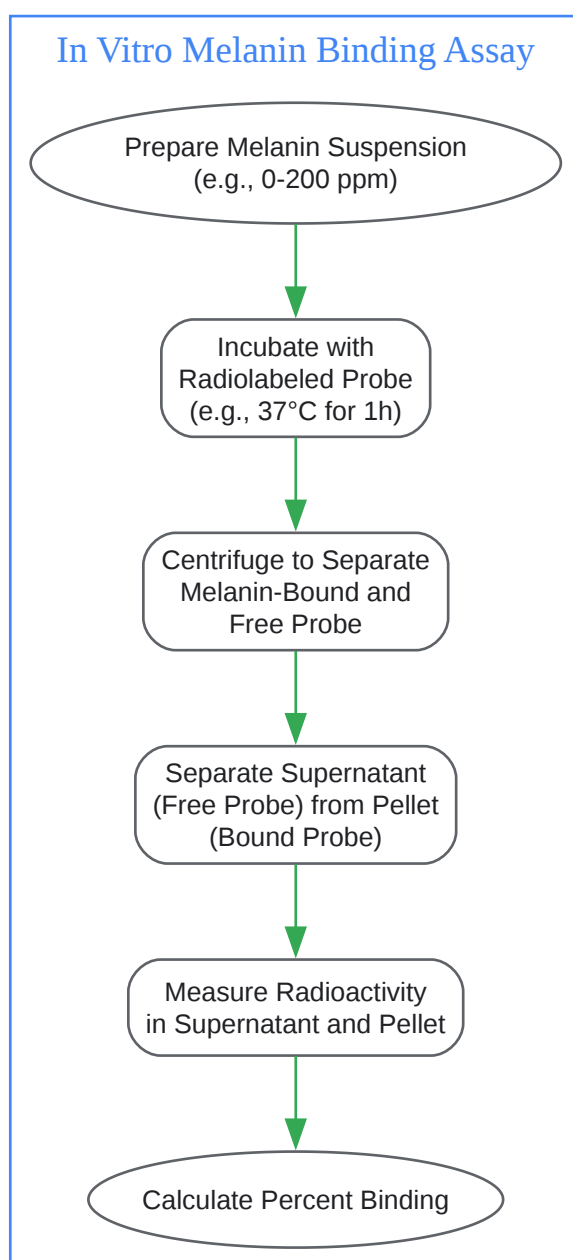 In Vitro Melanin Binding Assay
Prepare Melanin Suspension
(e.g., 0-200 ppm)
Incubate with
Radiolabeled Probe
(e.g., 37°C for 1h)
Centrifuge to Separate
Melanin-Bound and
Free Probe
Separate Supernatant
(Free Probe) from Pellet
(Bound Probe)
Measure Radioactivity
in Supernatant and Pellet
Calculate Percent Binding